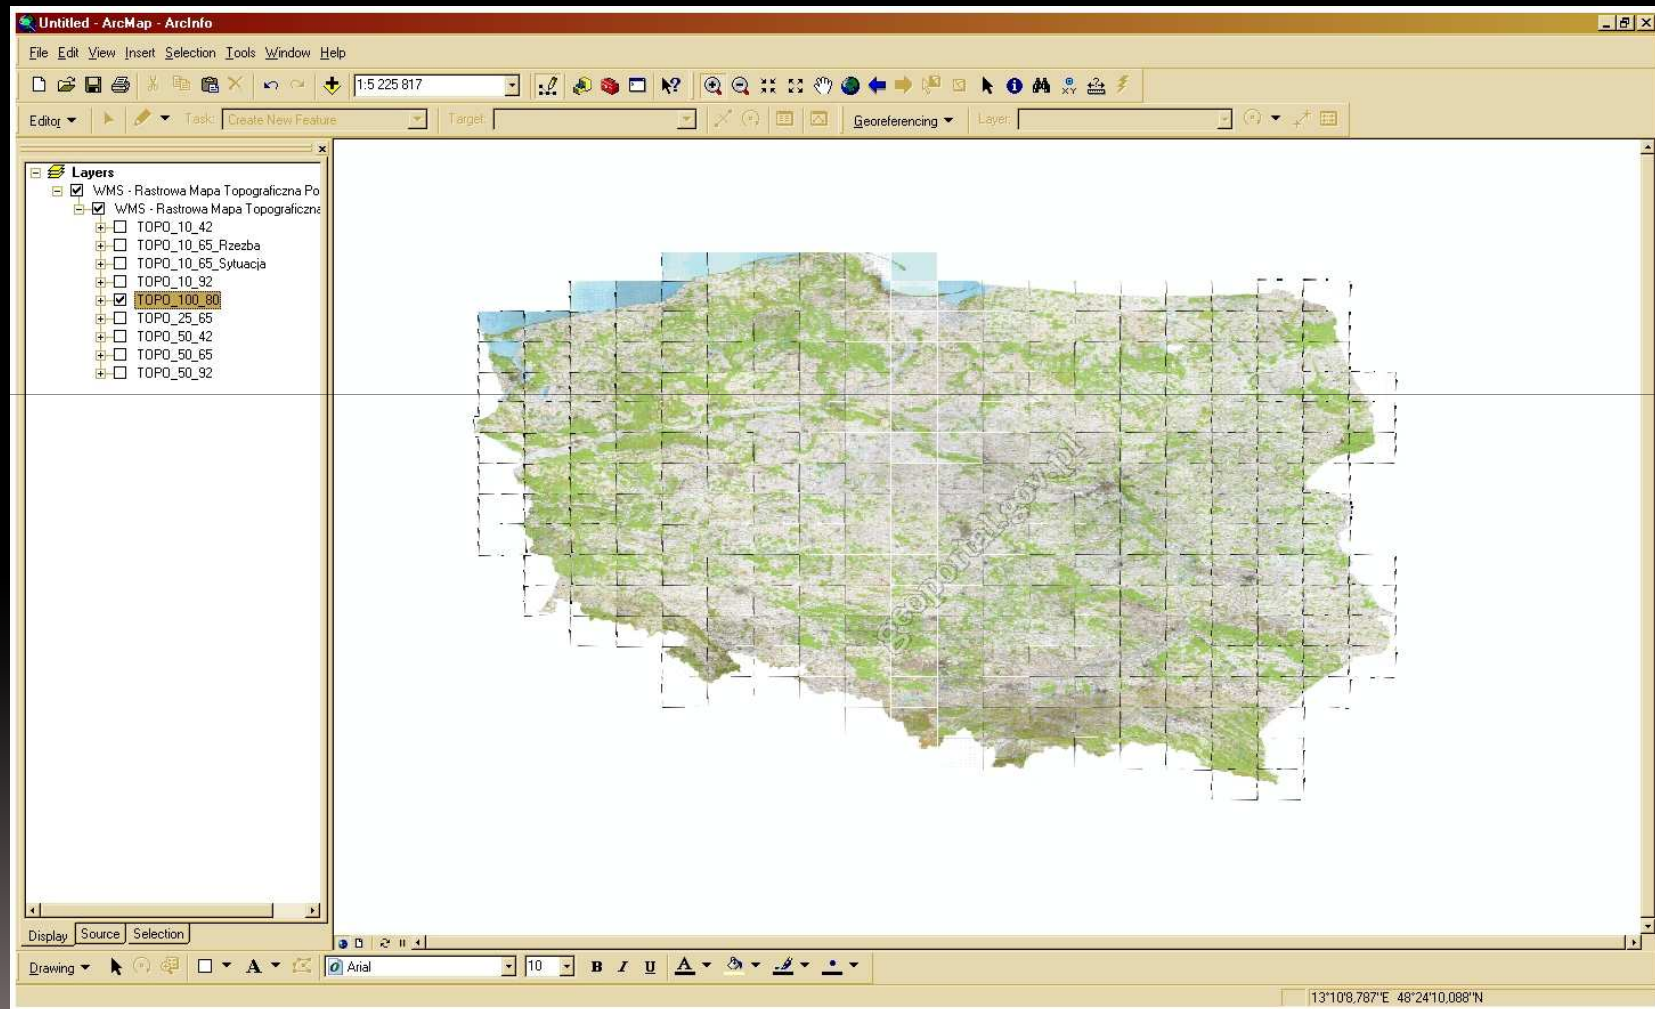 Untitled - ArcMap - ArcInfo
File Edit View Insert Selection Tools Window Help
1:5 225 817
Editor Task: Create New Feature Target: Georeferencing Layer:
Layers
WMS - Rastrowa Mapa Topograficzna Po
WMS - Rastrowa Mapa Topograficzna
TOPO_10_42
TOPO_10_65_Rzezba
TOPO_10_65_Sytuacja
TOPO_10_92
TOPO_100_80
TOPO_25_65
TOPO_50_42
TOPO_50_65
TOPO_50_92
geoportal.gov.pl
Display Source Selection
Drawing A Arial 10 B I U A
13°10'8,787"E 48°24'10,088"N